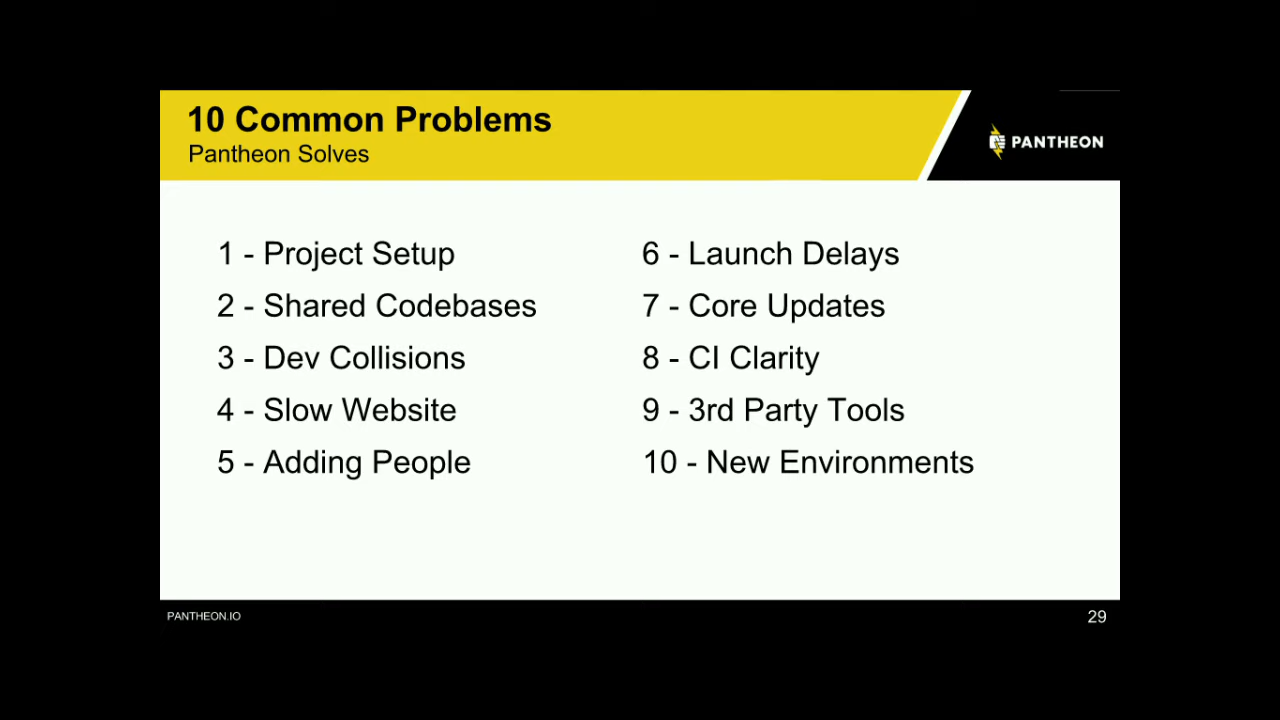 10 Common Problems
Pantheon Solves
PANTHEON
1 - Project Setup
2 - Shared Codebases
3 - Dev Collisions
4 - Slow Website
5 - Adding People
6 - Launch Delays
7 - Core Updates
8 - CI Clarity
9 - 3rd Party Tools
10 - New Environments
PANTHEON.IO
29